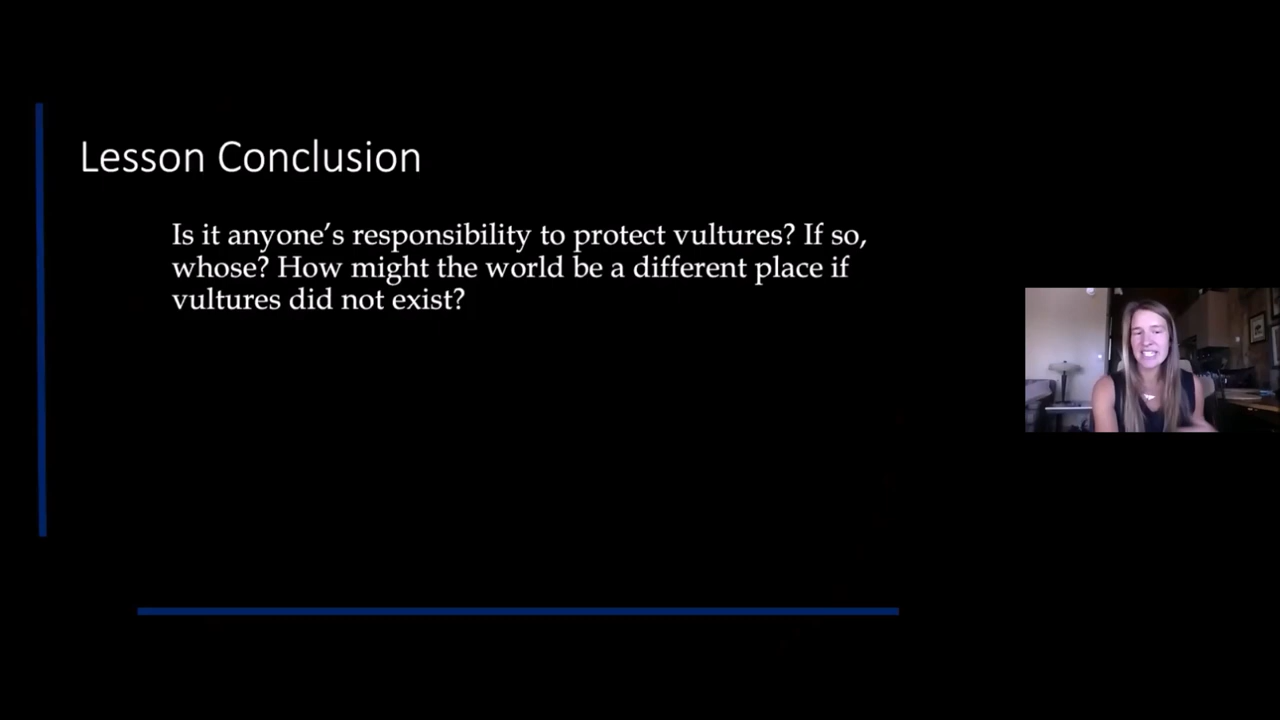 Lesson Conclusion
Is it anyone’s responsibility to protect vultures? If so,
whose? How might the world be a different place if
vultures did not exist?